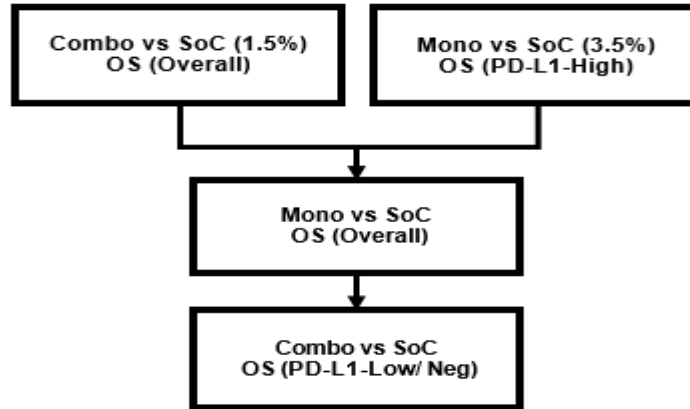 Combo vs SoC (1.5%)
OS (Overall)
Mono vs SoC (3.5%)
OS (PD-L1-High)
Mono vs SoC
OS (Overall)
Combo vs SoC
OS (PD-L1-Low/ Neg)